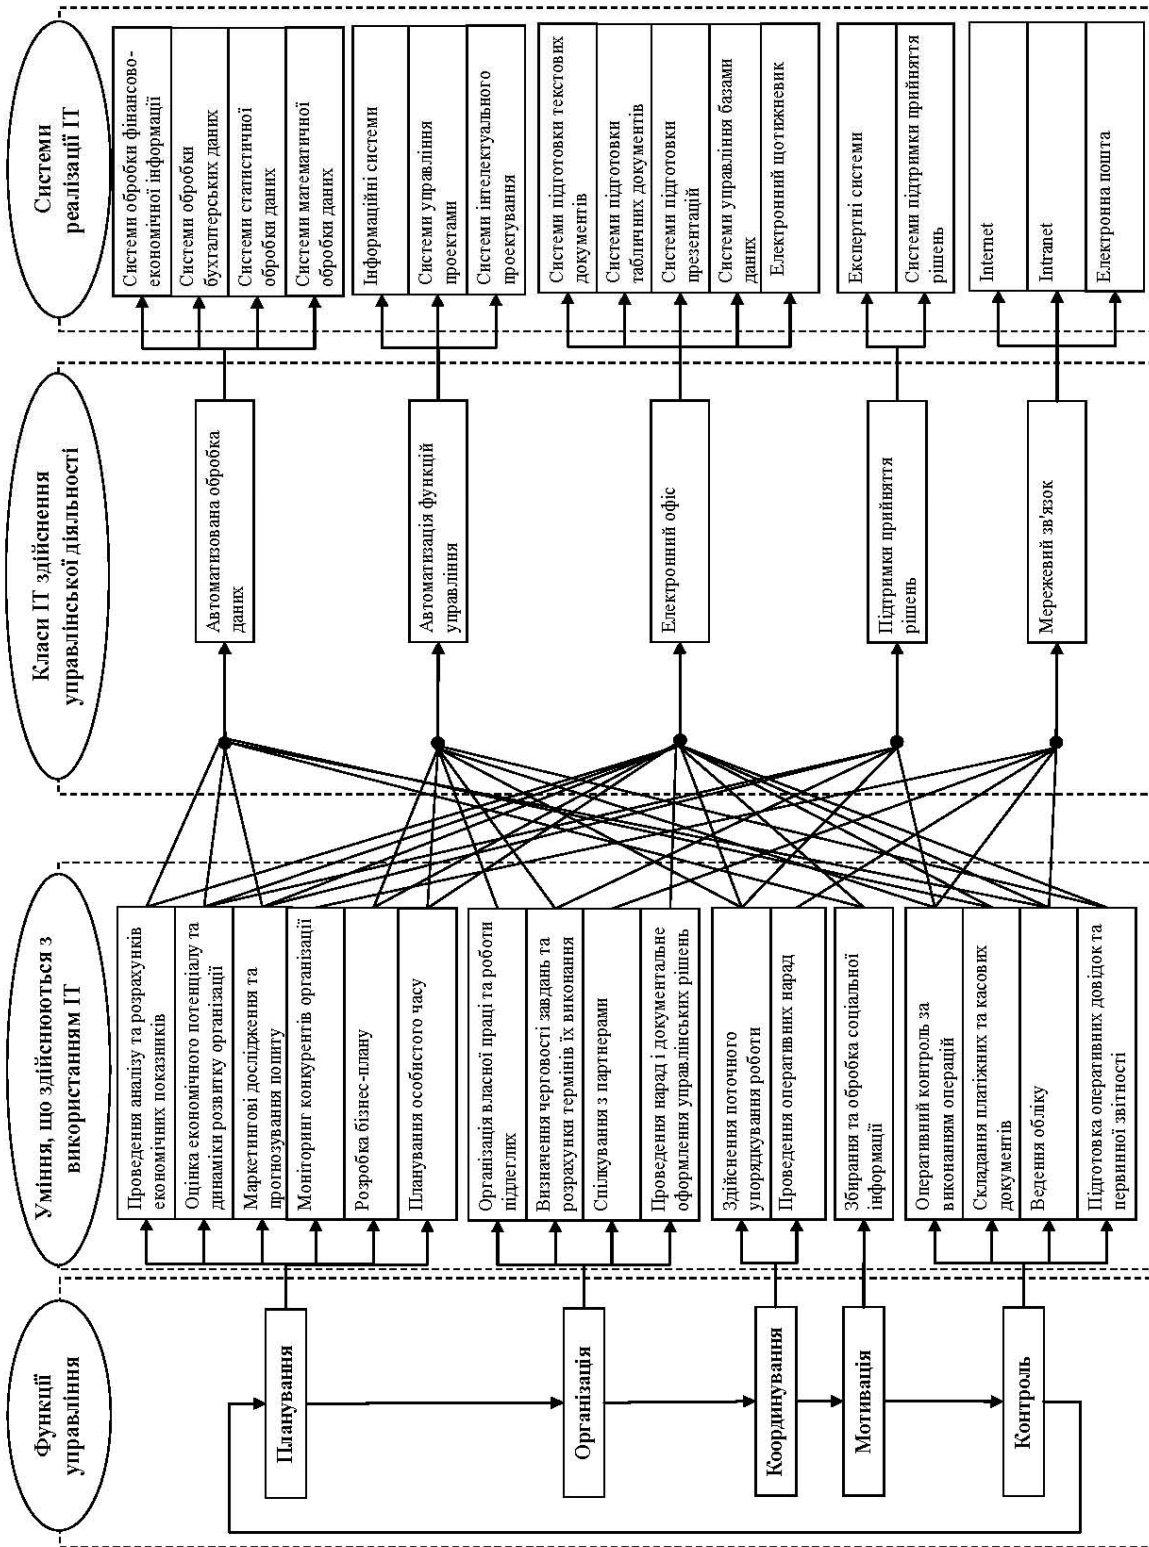 Функції
управління
Уміння, що здійснюються з
використанням ІТ
Класи ІТ здійснення
управлінської діяльності
Системи
реалізації ІТ
Планування
Організація
Координування
Мотивація
Контроль
Проведення аналізу та розрахунків
економічних показників
Оцінка економічного потенціалу та
динаміки розвитку організації
Маркетингові дослідження та
прогнозування попиту
Моніторинг конкурентів організації
Розробка бізнес-плану
Планування особистого часу
Організація власної праці та роботи
підлеглих
Визначення черговості завдань та
розрахунки термінів їх виконання
Спілкування з партнерами
Проведення нарад і документальне
оформлення управлінських рішень
Здійснення поточного
упорядкування роботи
Проведення оперативних нарад
Збирання та обробка соціальної
інформації
Оперативний контроль за
виконанням операцій
Складання платіжних та касових
документів
Ведення обліку
Підготовка оперативних довідок та
первинної звітності
Автоматизована обробка
даних
Автоматизація функцій
управління
Електронний офіс
Підтримки прийняття
рішень
Мережевий зв'язок
Системи обробки фінансово-
економічної інформації
Системи обробки
бухгалтерських даних
Системи статистичної
обробки даних
Системи математичної
обробки даних
Інформаційні системи
Системи управління
проектами
Системи інтелектуального
проектування
Системи підготовки текстових
документів
Системи підготовки
табличних документів
Системи підготовки
презентацій
Системи управління базами
даних
Електронний щотижневик
Експертні системи
Системи підтримки прийняття
рішень
Internet
Intranet
Електронна пошта